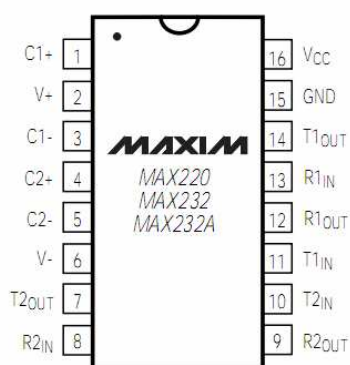 C1+ 1 16 VCC
V+ 2 15 GND
C1- 3 14 T1OUT
MAXIM
C2+ 4 MAX220 13 R1IN
MAX232
C2- 5 MAX232A 12 R1OUT
V- 6 11 T1IN
T2OUT 7 10 T2IN
R2IN 8 9 R2OUT